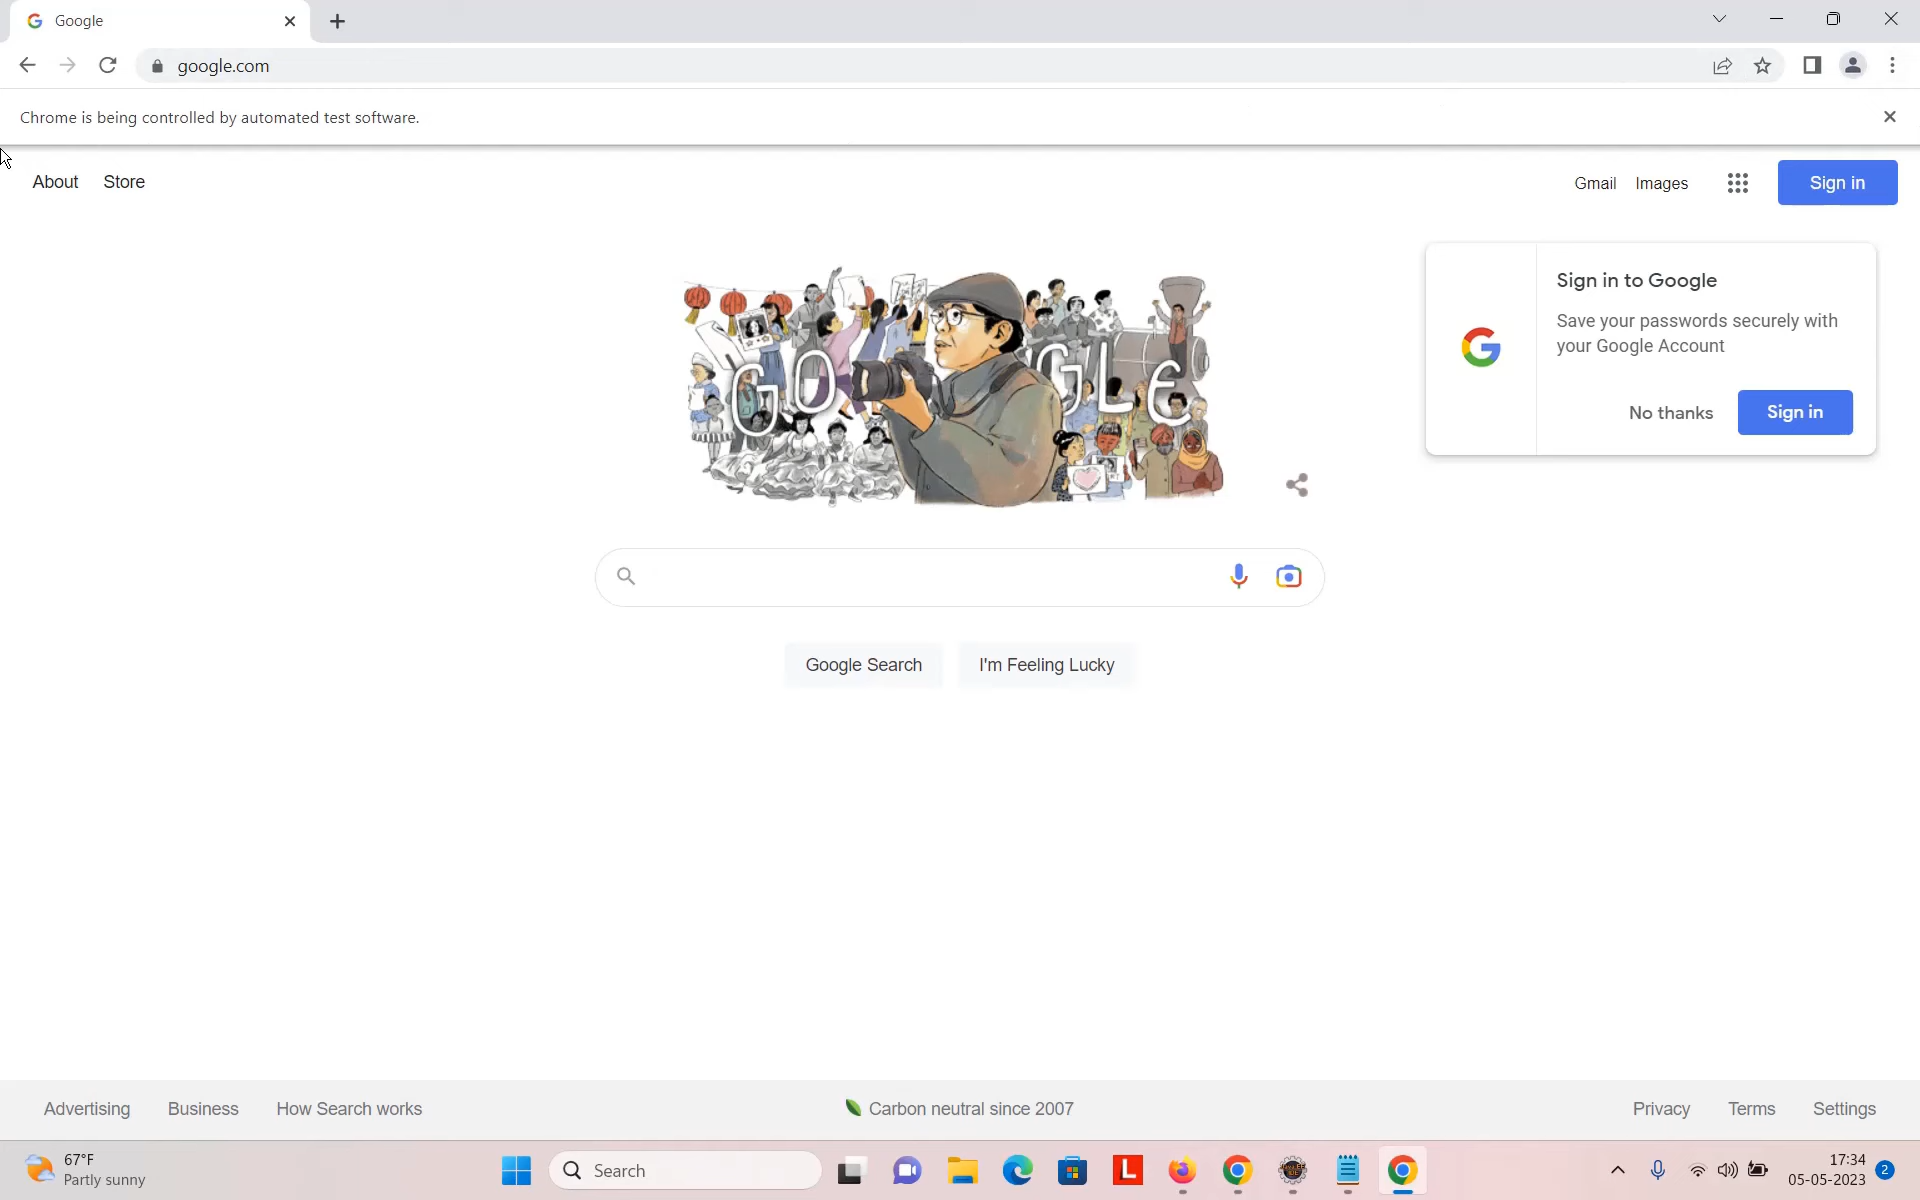 Google
google.com
Chrome is being controlled by automated test software.
About Store
Gmail Images Sign in
GOOGLE
Sign in to Google
Save your passwords securely with
your Google Account
No thanks Sign in
Google Search I'm Feeling Lucky
Advertising Business How Search works Carbon neutral since 2007 Privacy Terms Settings
67°F
Partly sunny
Search
L
17:34
05-05-2023
2